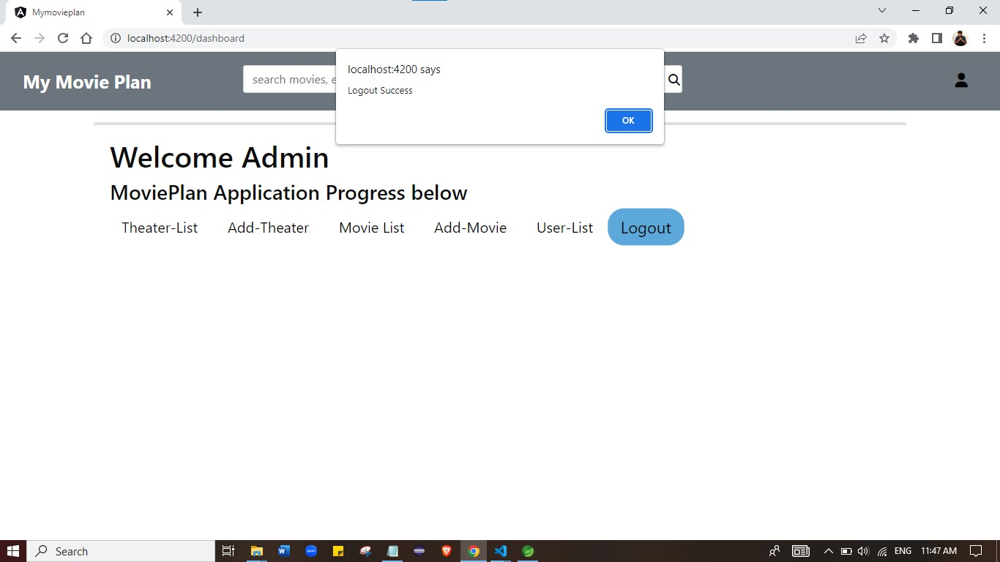 Mymovieplan
localhost:4200/dashboard
My Movie Plan
search movies, e
localhost:4200 says
Logout Success
OK
Welcome Admin
MoviePlan Application Progress below
Theater-List Add-Theater Movie List Add-Movie User-List Logout
Search ENG 11:47 AM